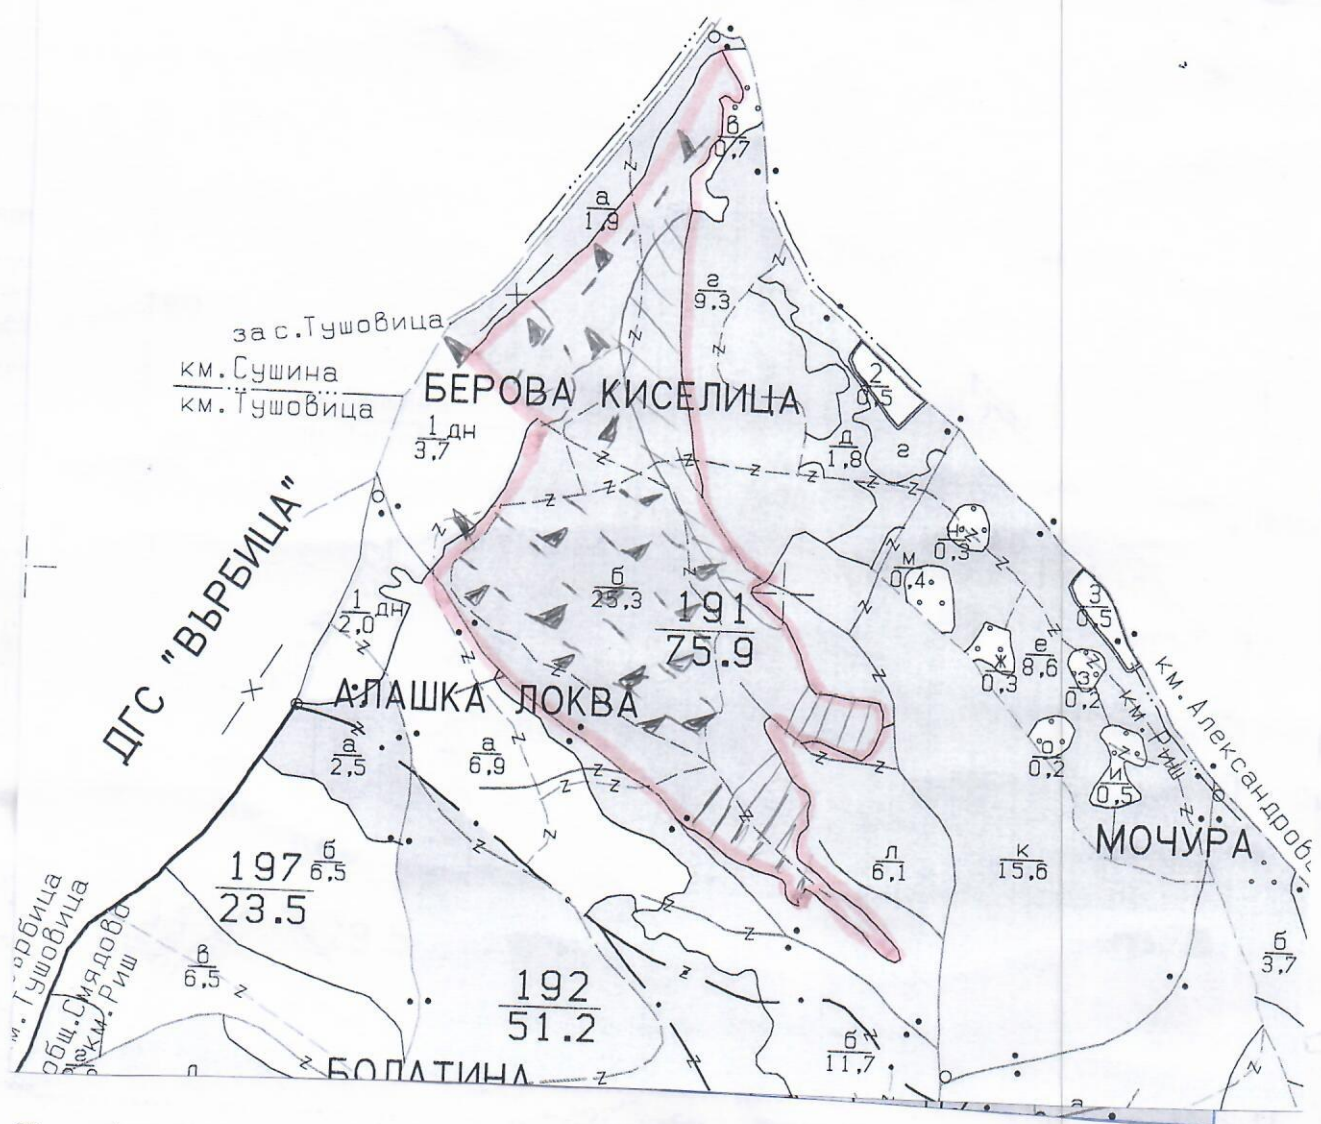 в
0,7
а
1,9
г
9,3
за с.Тушовица
км.Сушина
км.Тушовица
БЕРОВА КИСЕЛИЦА
2
0,5
1 дн
3,7
д
1,8
г
ДГС "ВЪРБИЦА"
н
0,3
м
0,4
б
25,3
191
75.9
1 дн
2,0
3
0,5
е
8,6
ж
0,3
з
0,2
км. Александрово
км. Риш
АЛАШКА ЛОКВА
а
2,5
а
6,9
о
0,2
и
0,5
МОЧУРА
197
23.5
б
6,5
л
6,1
к
15,6
км. Тушовица
общ.Смядово
км.Риш
в
6,5
б
3,7
192
51.2
б
11,7
БОЛАТИНА